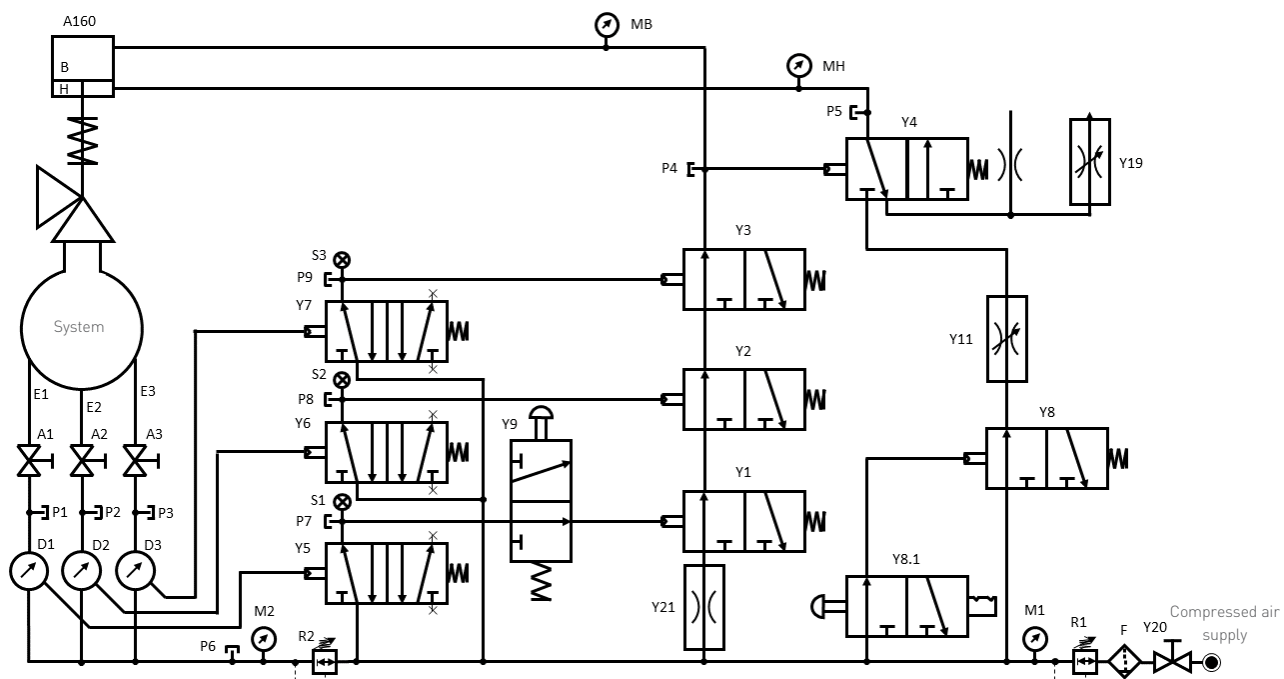 A160
MB
B
MH
H
P5
Y4
P4
Y19
Y3
S3
P9
Y7
System
Y11
Y2
S2
E1
E2
E3
P8
Y6
Y9
Y8
A1
A2
A3
Y1
S1
P1
P2
P3
P7
D1
D2
D3
Y5
Y8.1
M2
Y21
M1
R1
F
Y20
Compressed air
supply
P6
R2